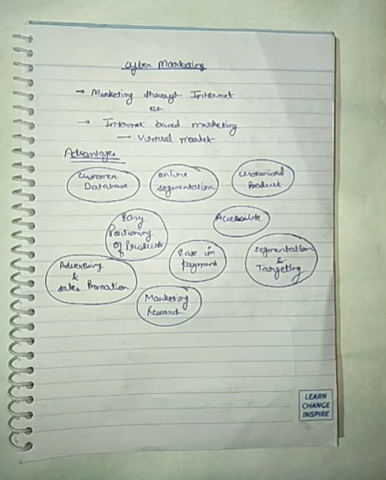 Cyber Marketing
→ Marketing through Internet
or
→ Internet based marketing
→ Virtual market
Advantages
Customer
Database
online
segmentation
Customized
Product
Easy
Positioning
of Products
Accessible
Advertising
&
sales Promotion
Ease in
payment
segmentation
&
Targeting
Marketing
Research
LEARN
CHANGE
INSPIRE